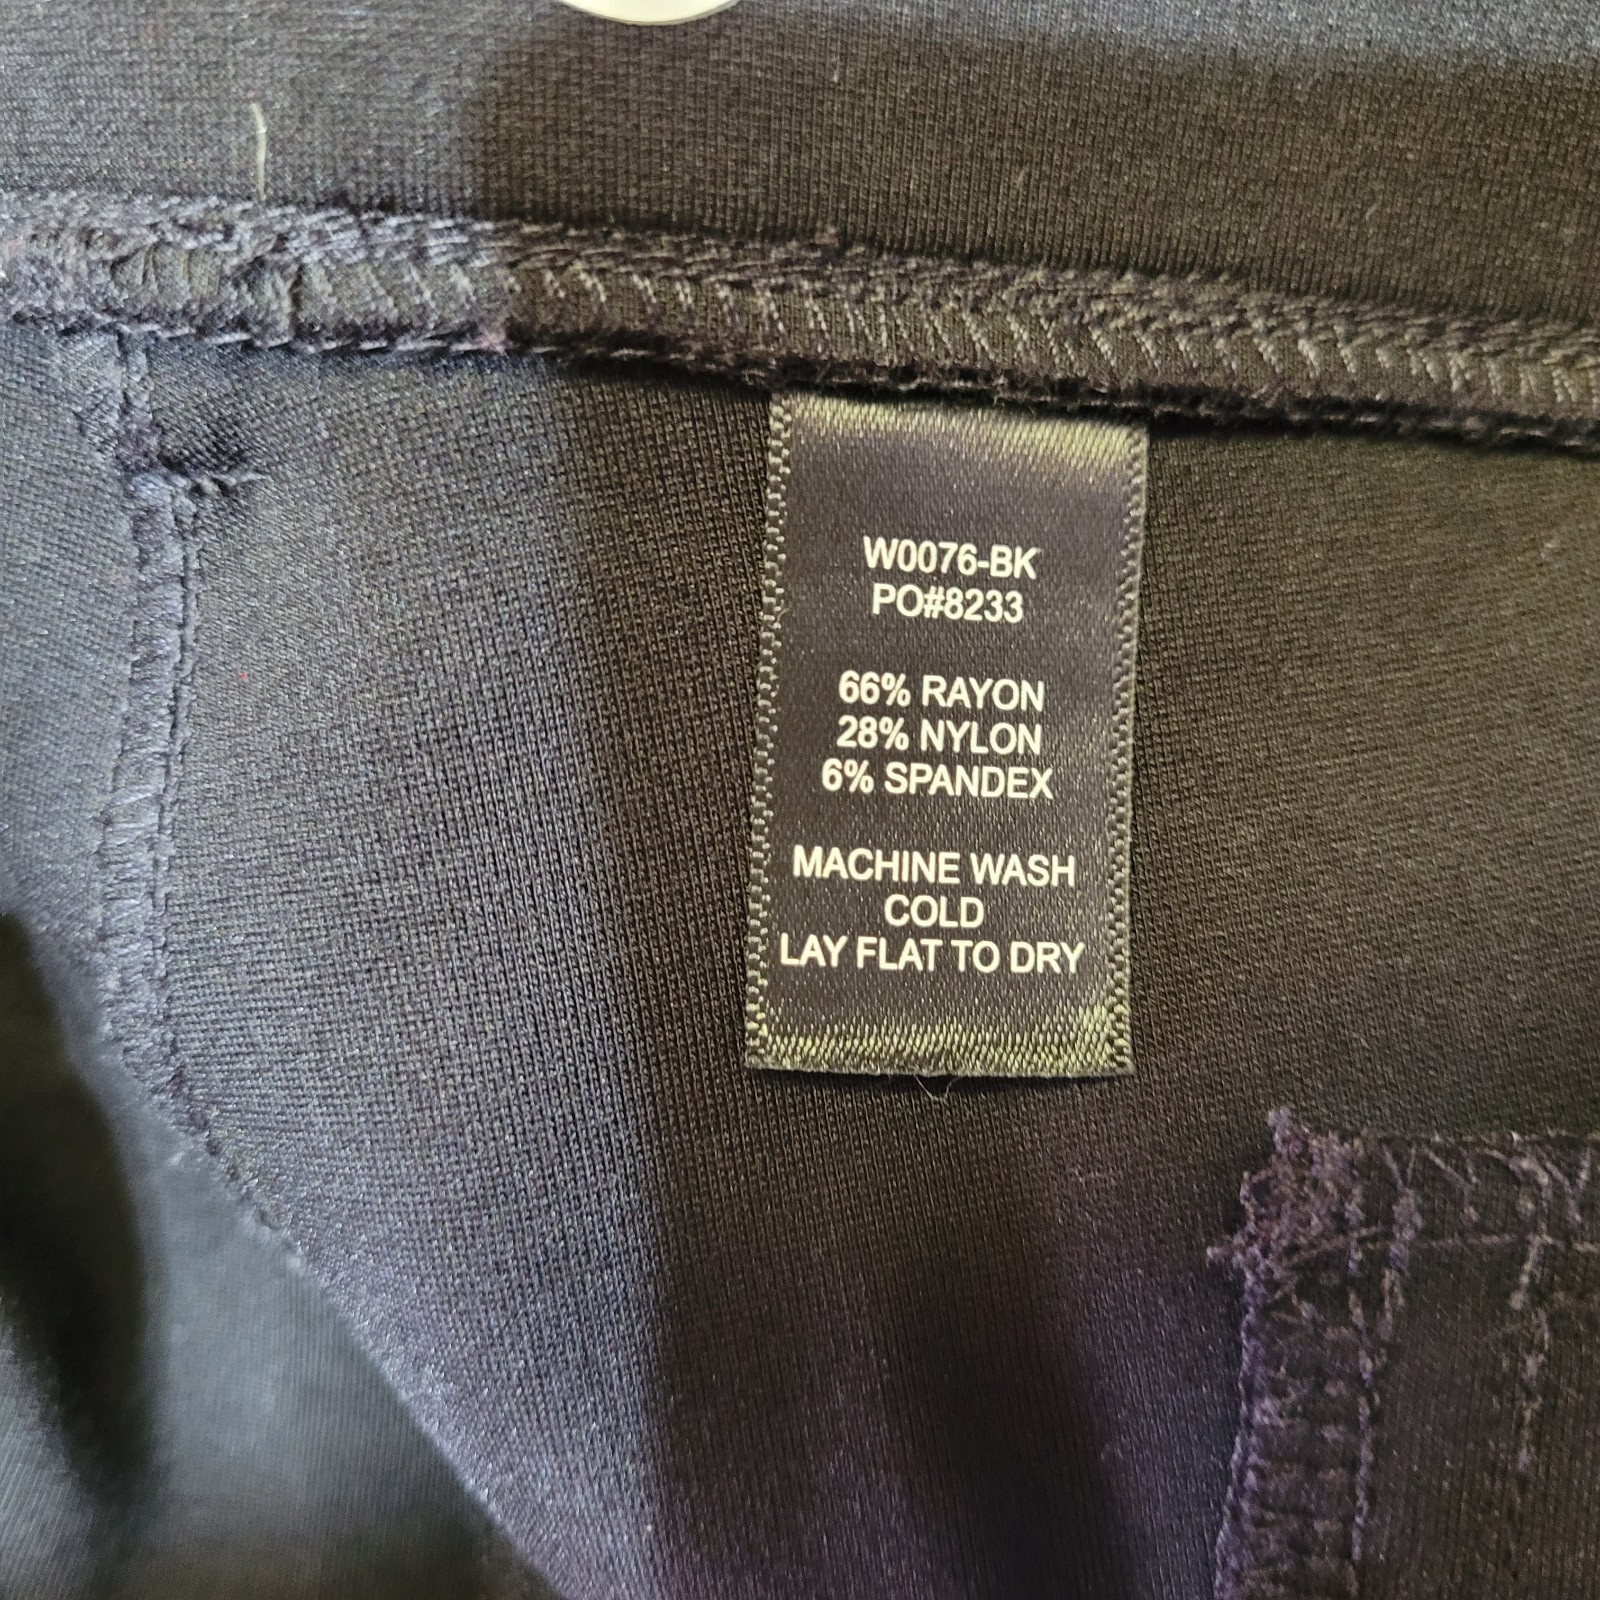 W0076-BK
PO#8233
66% RAYON
28% NYLON
6% SPANDEX
MACHINE WASH
COLD
LAY FLAT TO DRY